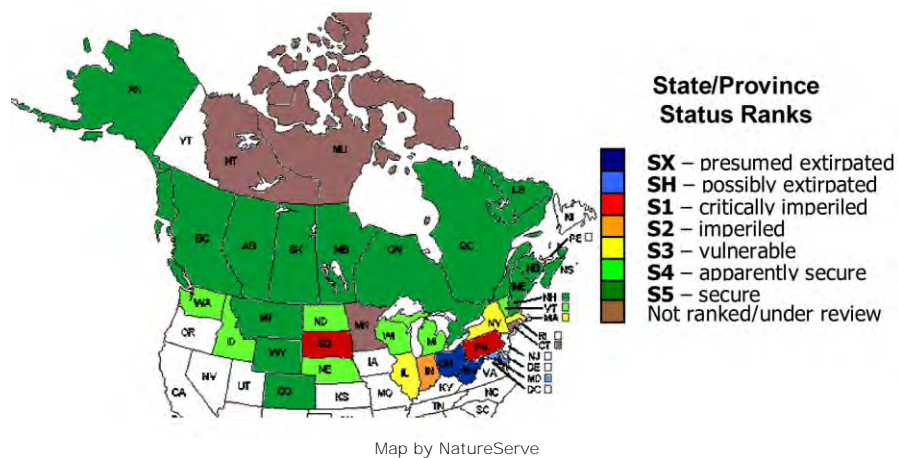 AK
YT
NT
NU
BC
AB
SK
MB
ON
QC
LB
NF
PE
NB
NS
ME
WA
MT
ND
MN
OR
ID
WY
SD
WI
MI
NY
NH
VT
MA
RI
CT
NJ
DE
MD
DC
CA
NV
UT
CO
NE
KS
IA
MO
IL
IN
OH
PA
WV
VA
KY
TN
NC
SC
State/Province
Status Ranks
SX – presumed extirpated
SH – possibly extirpated
S1 – critically imperiled
S2 – imperiled
S3 – vulnerable
S4 – apparently secure
S5 – secure
Not ranked/under review
Map by NatureServe